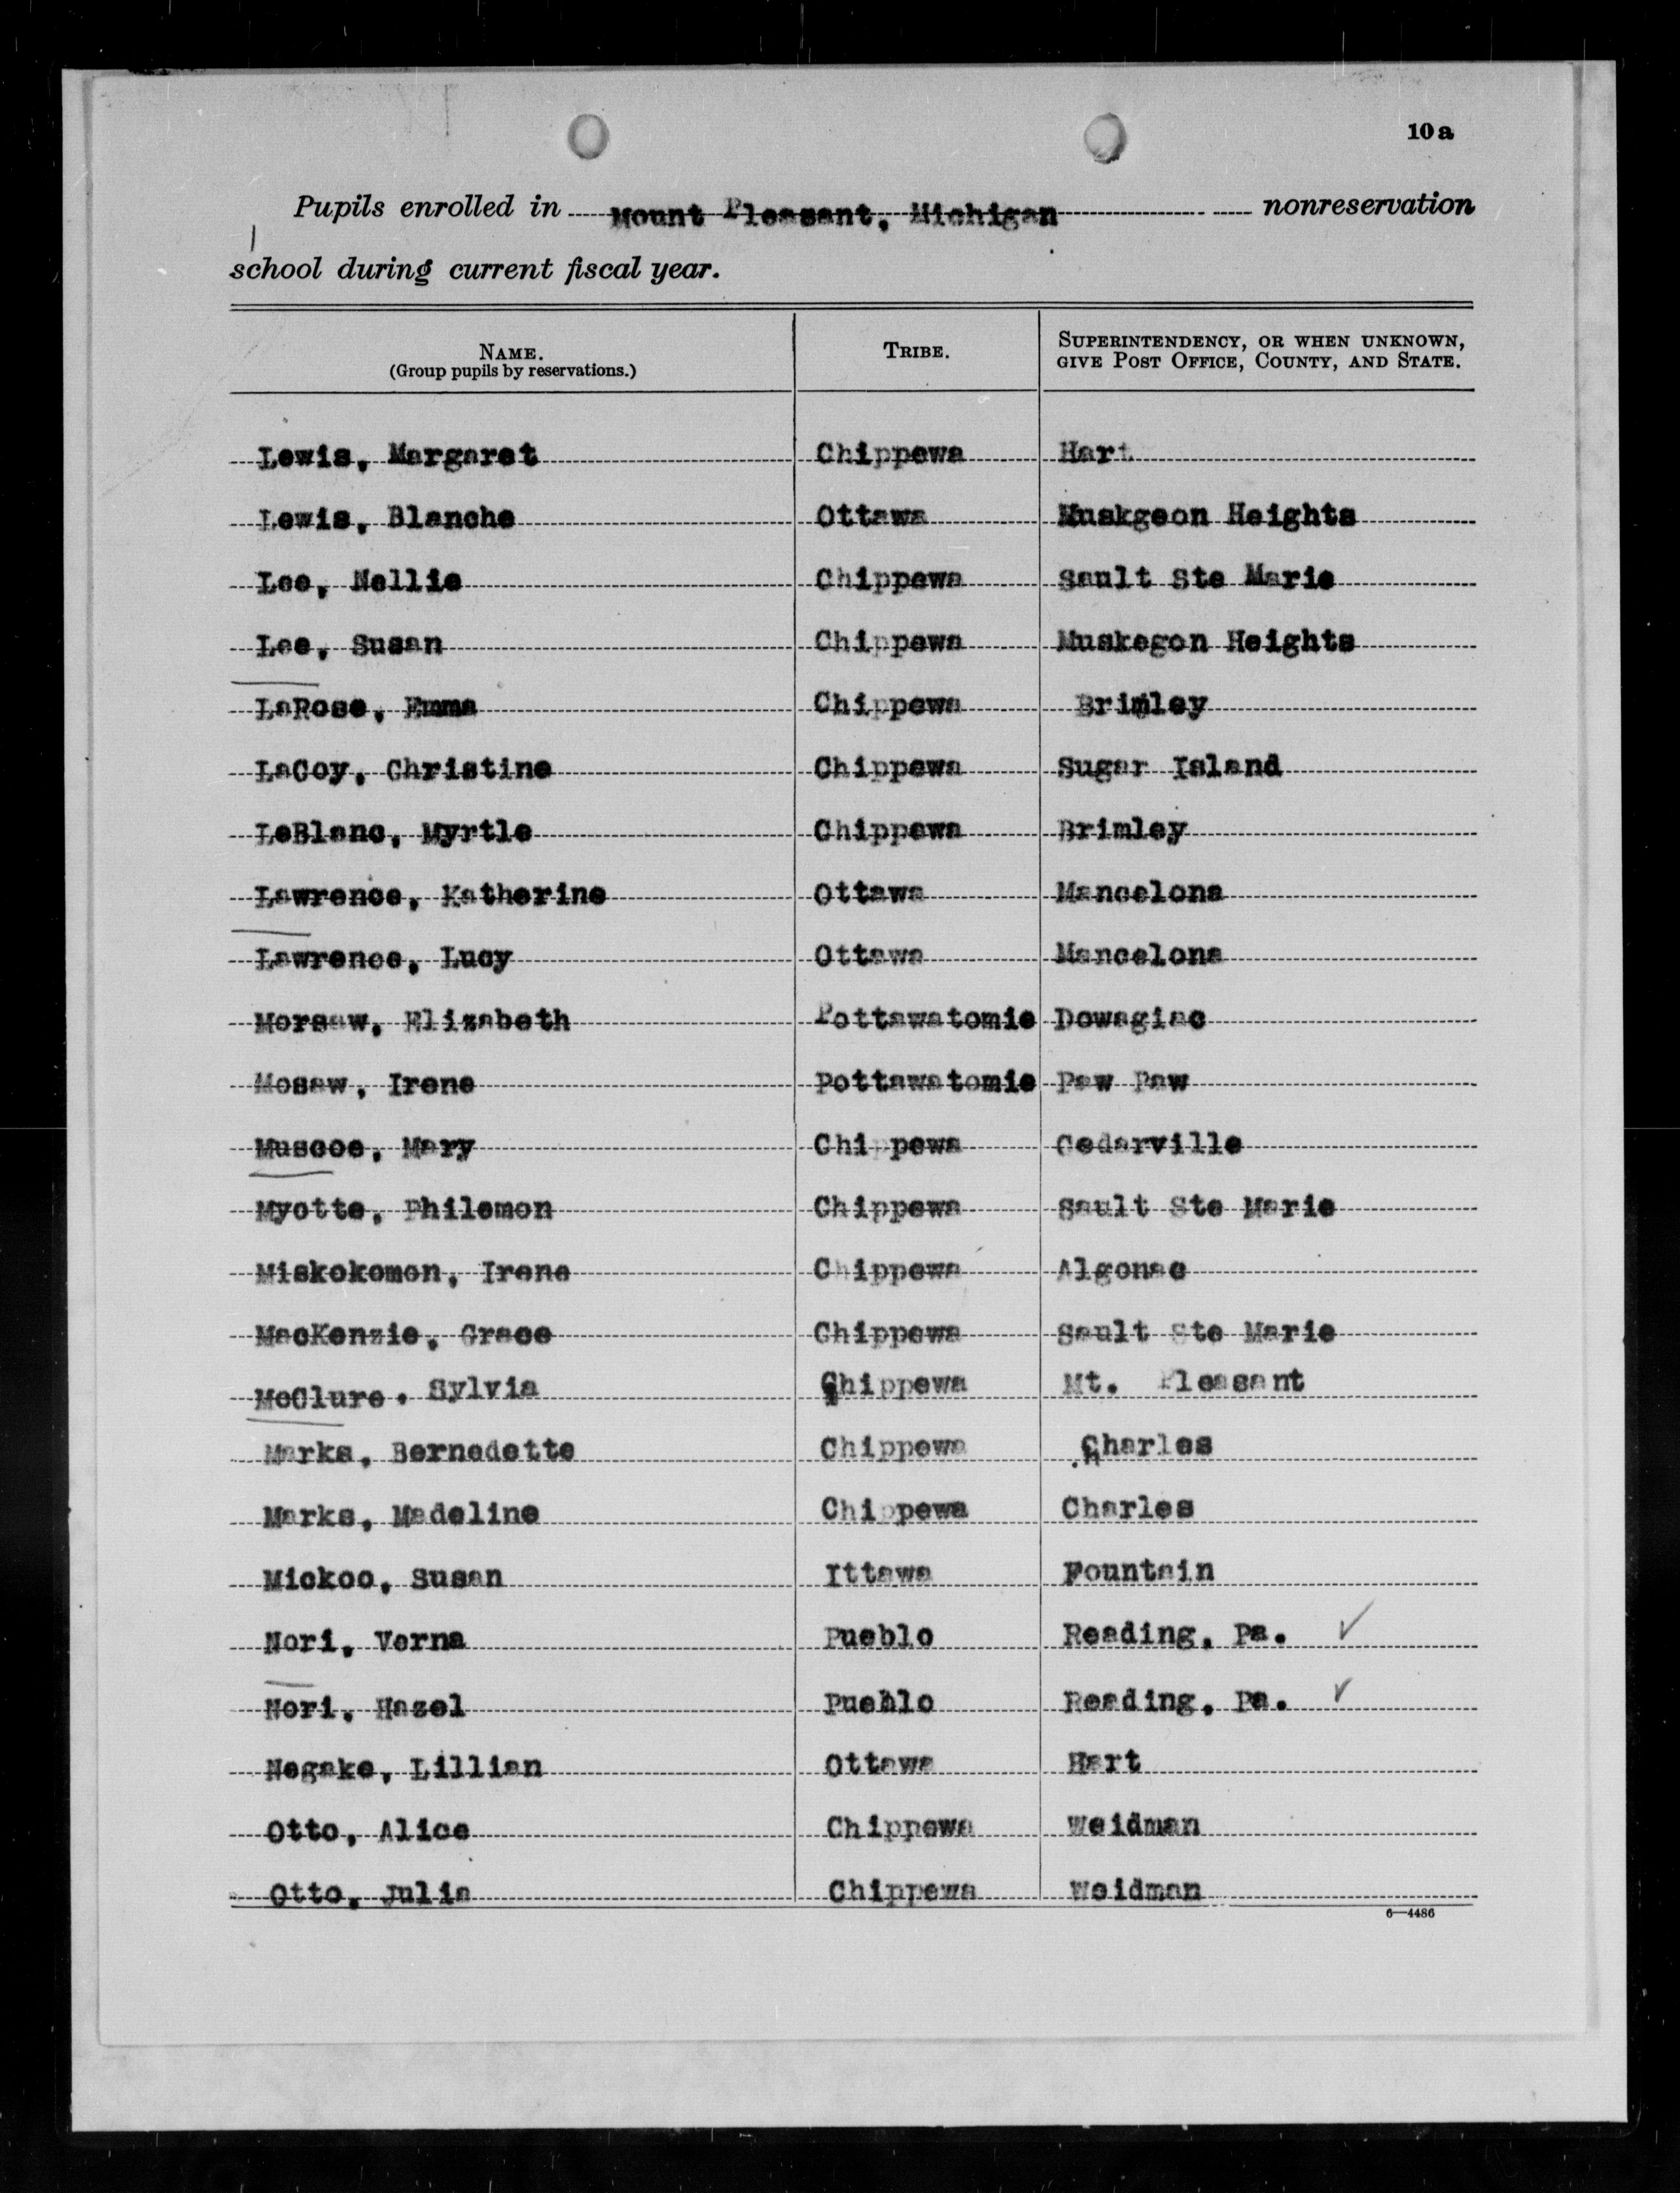 10a
Pupils enrolled in Mount Pleasant, Michigan nonreservation
school during current fiscal year.
NAME.
(Group pupils by reservations.)
TRIBE.
SUPERINTENDENCY, OR WHEN UNKNOWN,
GIVE POST OFFICE, COUNTY, AND STATE.
Lewis, Margaret Chippewa Hart
Lewis, Blanche Ottawa Muskgeon Heights
Lee, Nellie Chippewa Sault Ste Marie
Lee, Susan Chippewa Muskegon Heights
LaRose, Emma Chippewa Brimley
LaCoy, Christine Chippewa Sugar Island
LeBlanc, Myrtle Chippewa Brimley
Lawrence, Katherine Ottawa Mancelona
Lawrence, Lucy Ottawa Mancelona
Morsaw, Elizabeth Pottawatomie Dowagiac
Mosaw, Irene Pottawatomie Paw Paw
Muscoe, Mary Chippewa Cedarville
Myotte, Philemon Chippewa Sault Ste Marie
Miskokomon, Irene Chippewa Algonac
MacKenzie, Grace Chippewa Sault Ste Marie
McClure, Sylvia Chippewa Mt. Pleasant
Marks, Bernedette Chippewa Charles
Marks, Madeline Chippewa Charles
Mickoo, Susan Ittawa Fountain
Nori, Verna Pueblo Reading, Pa. ✓
Nori, Hazel Pueblo Reading, Pa. ✓
Negake, Lillian Ottawa Hart
Otto, Alice Chippewa Weidman
Otto, Julia Chippewa Weidman
6—4486